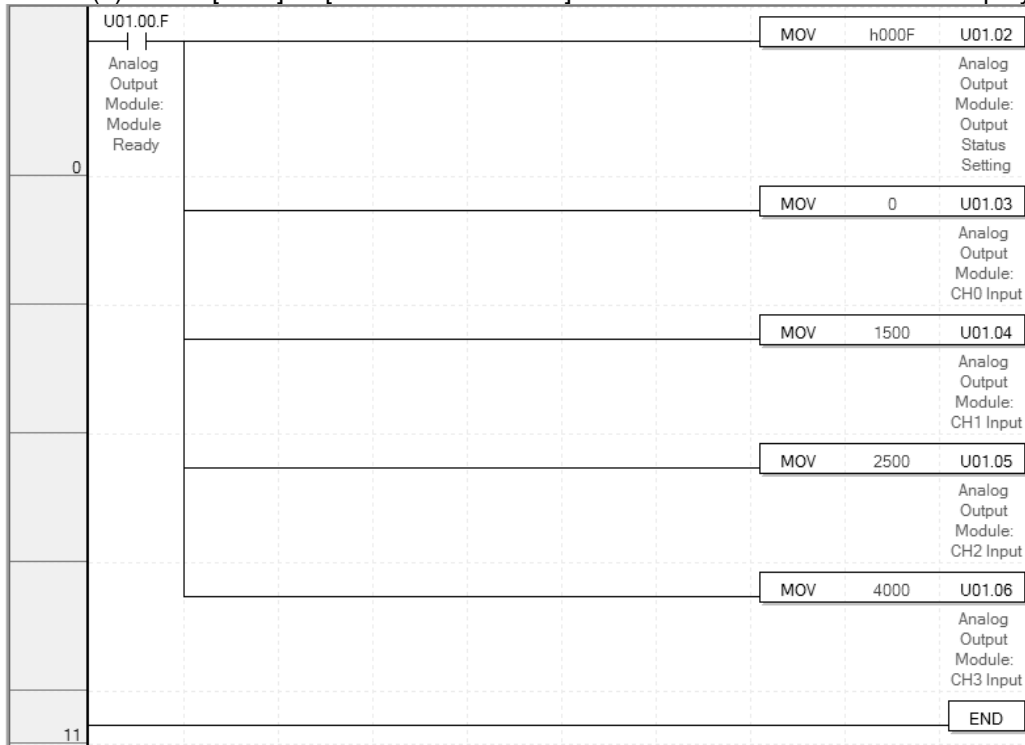 U01.00.F
MOV h000F U01.02
Analog
Output
Module:
Module
Ready
Analog
Output
Module:
Output
Status
Setting
0
MOV 0 U01.03
Analog
Output
Module:
CH0 Input
MOV 1500 U01.04
Analog
Output
Module:
CH1 Input
MOV 2500 U01.05
Analog
Output
Module:
CH2 Input
MOV 4000 U01.06
Analog
Output
Module:
CH3 Input
END
11